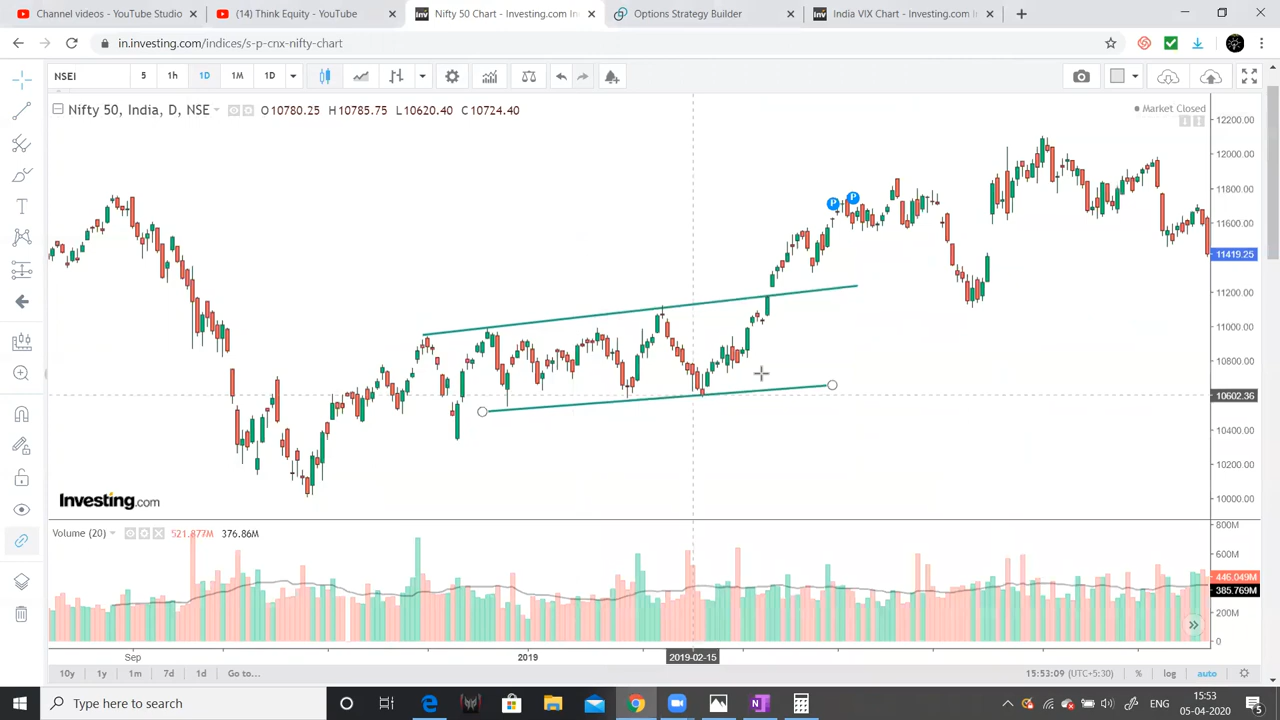 Channel videos - YouTube Studio
(14) Think Equity - YouTube
Nifty 50 Chart - Investing.com In
Options Strategy Builder
India VIX Chart - Investing.com I
in.investing.com/indices/s-p-cnx-nifty-chart
NSEI 5 1h 1D 1M 1D
Nifty 50, India, D, NSE O10780.25 H10785.75 L10620.40 C10724.40
Market Closed
12200.00
12000.00
11800.00
11600.00
11419.25
11200.00
11000.00
10800.00
10602.36
10400.00
10200.00
10000.00
P P
Investing.com
Volume (20) 521.877M 376.86M
800M
600M
446.049M
385.769M
200M
0
Sep 2019 2019-02-15
10y 1y 1m 7d 1d Go to... 15:53:09 (UTC+5:30) % log auto
Type here to search
15:53
05-04-2020
5